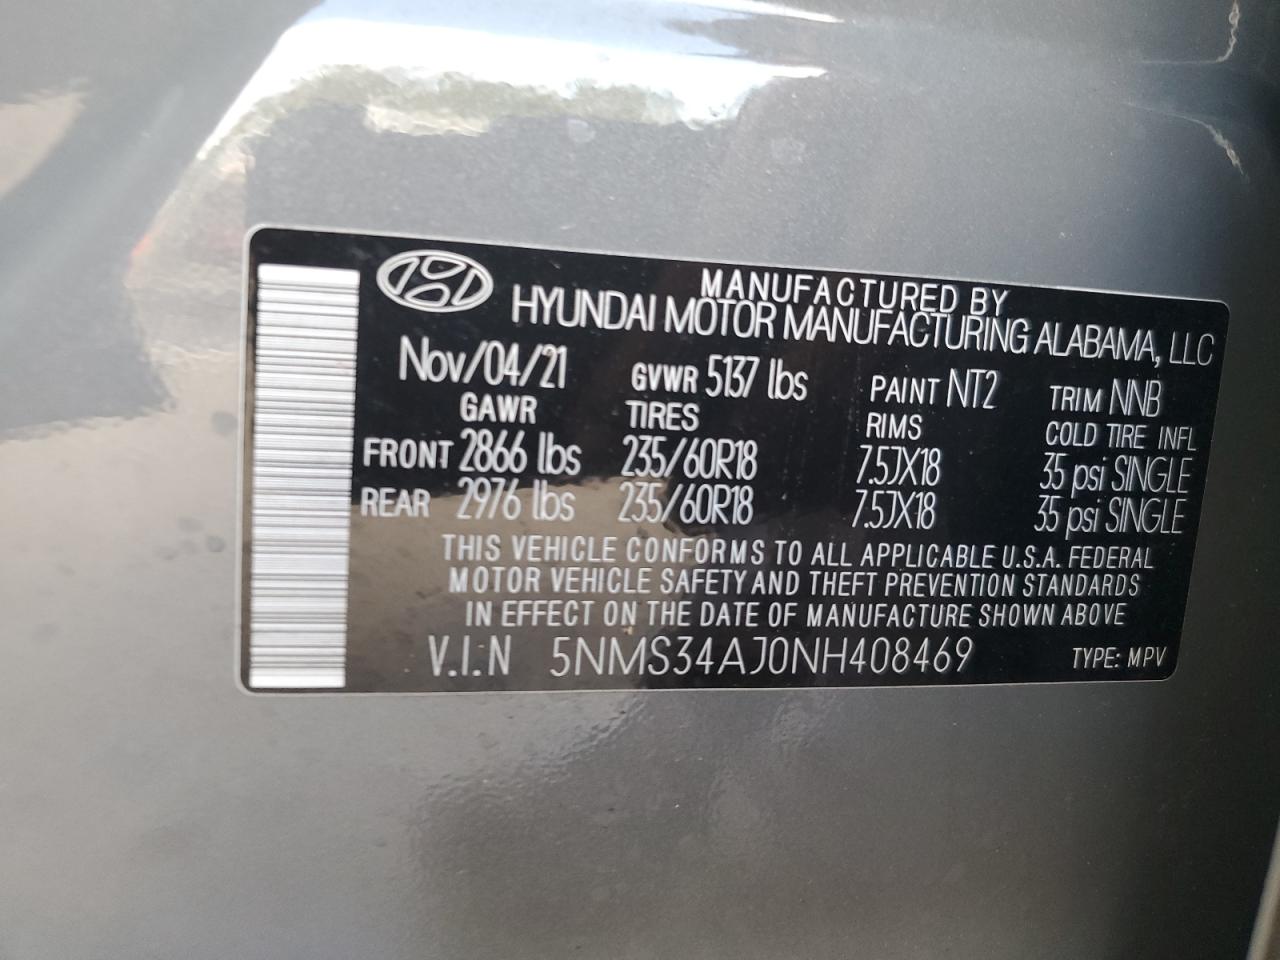 MANUFACTURED BY
HYUNDAI MOTOR MANUFACTURING ALABAMA, LLC
Nov/04/21 GVWR 5137 lbs PAINT NT2 TRIM NNB
GAWR TIRES RIMS COLD TIRE INFL
FRONT 2866 lbs 235/60R18 7.5JX18 35 psi SINGLE
REAR 2976 lbs 235/60R18 7.5JX18 35 psi SINGLE
THIS VEHICLE CONFORMS TO ALL APPLICABLE U.S.A. FEDERAL
MOTOR VEHICLE SAFETY AND THEFT PREVENTION STANDARDS
IN EFFECT ON THE DATE OF MANUFACTURE SHOWN ABOVE
V.I.N 5NMS34AJ0NH408469 TYPE: MPV